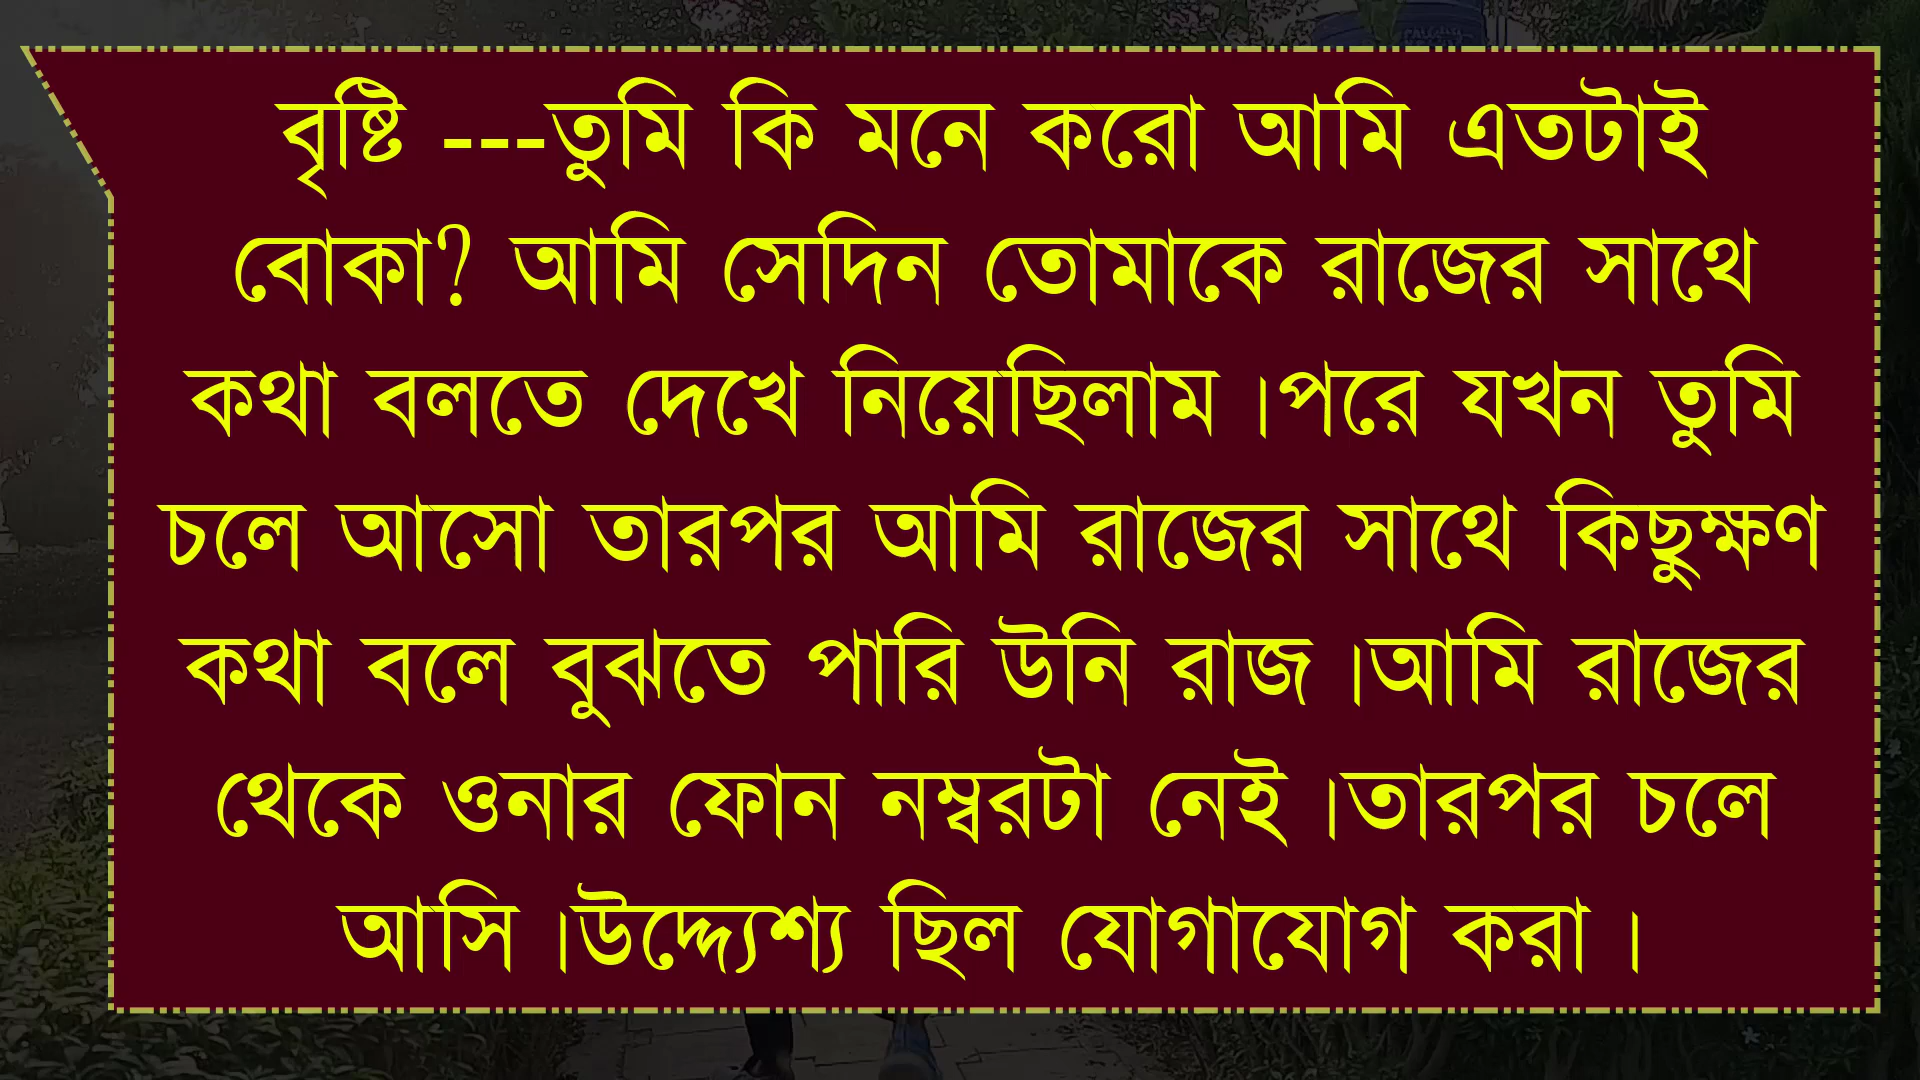 বৃষ্টি ---তুমি কি মনে করো আমি এতটাই
বোকা? আমি সেদিন তোমাকে রাজের সাথে
কথা বলতে দেখে নিয়েছিলাম ।পরে যখন তুমি
চলে আসো তারপর আমি রাজের সাথে কিছুক্ষণ
কথা বলে বুঝতে পারি উনি রাজ ।আমি রাজের
থেকে ওনার ফোন নম্বরটা নেই ।তারপর চলে
আসি ।উদ্দ্যেশ্য ছিল যোগাযোগ করা ।